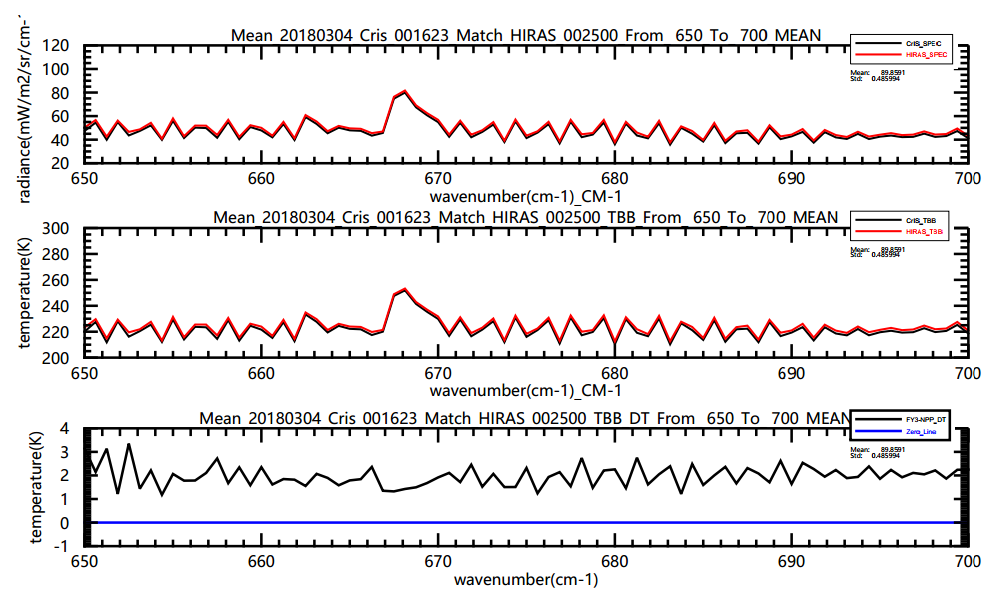 Mean 20180304 Cris 001623 Match HIRAS 002500 From 650 To 700 MEAN
radiance(mW/m2/sr/cm-
120
100
80
60
40
20
CrIS_SPEC
HIRAS_SPEC
Mean: 89.8591
Std: 0.485994
650 660 670 680 690 700
wavenumber(cm-1)_CM-1
Mean 20180304 Cris 001623 Match HIRAS 002500 TBB From 650 To 700 MEAN
temperature(K)
300
280
260
240
220
200
CrIS_TBB
HIRAS_TBB
Mean: 89.8591
Std: 0.485994
650 660 670 680 690 700
wavenumber(cm-1)_CM-1
Mean 20180304 Cris 001623 Match HIRAS 002500 TBB DT From 650 To 700 MEAN
temperature(K)
4
3
2
1
0
-1
FY3-NPP_DT
Zero_Line
Mean: 89.8591
Std: 0.485994
650 660 670 680 690 700
wavenumber(cm-1)